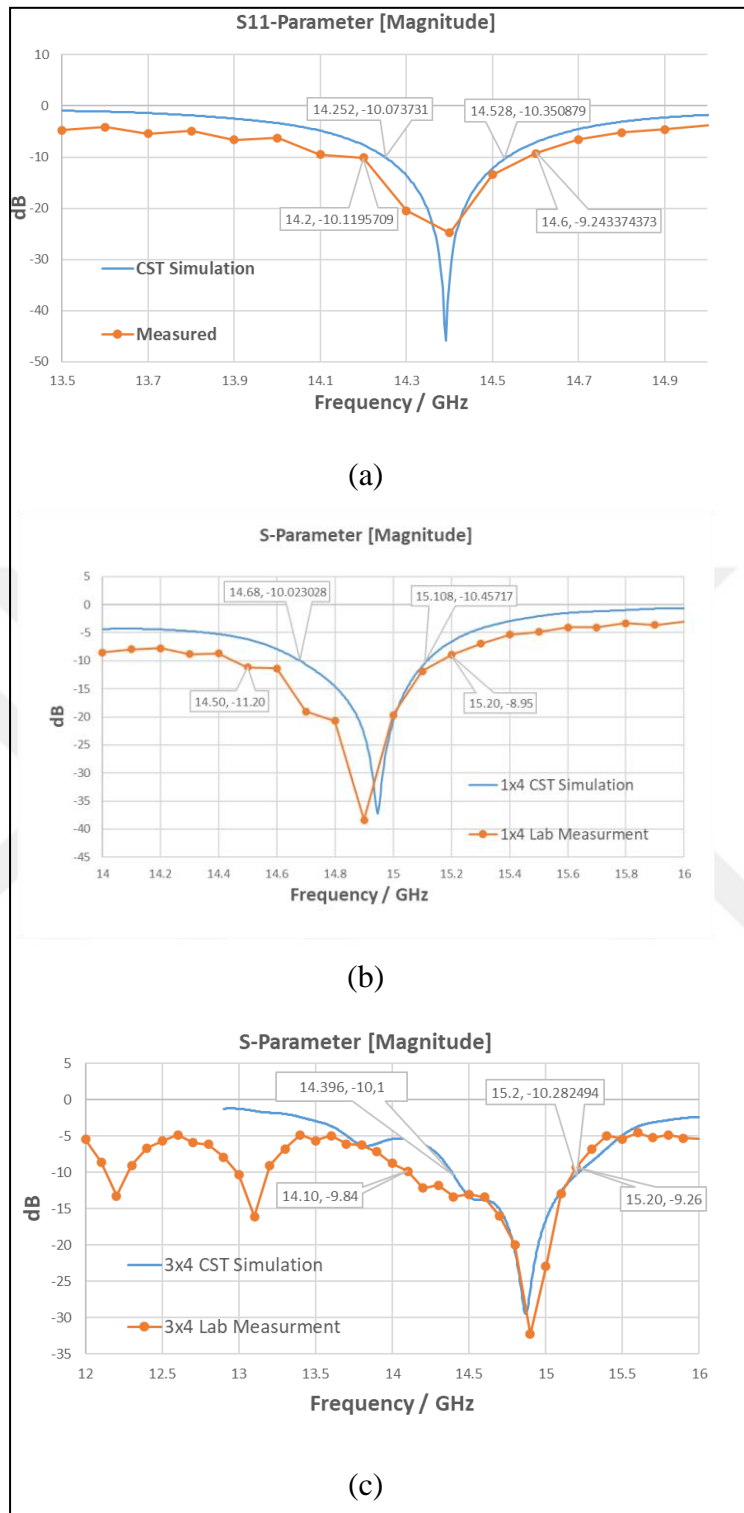 S11-Parameter [Magnitude]
10
0
-10
-20
-30
-40
-50
dB
14.252, -10.073731
14.528, -10.350879
14.2, -10.1195709
14.6, -9.243374373
CST Simulation
Measured
13.5 13.7 13.9 14.1 14.3 14.5 14.7 14.9
Frequency / GHz
(a)
S-Parameter [Magnitude]
5
0
-5
-10
-15
-20
-25
-30
-35
-40
-45
dB
14.68, -10.023028
15.108, -10.45717
14.50, -11.20
15.20, -8.95
1x4 CST Simulation
1x4 Lab Measurment
14 14.2 14.4 14.6 14.8 15 15.2 15.4 15.6 15.8 16
Frequency / GHz
(b)
S-Parameter [Magnitude]
5
0
-5
-10
-15
-20
-25
-30
-35
dB
14.396, -10,1
15.2, -10.282494
14.10, -9.84
15.20, -9.26
3x4 CST Simulation
3x4 Lab Measurment
12 12.5 13 13.5 14 14.5 15 15.5 16
Frequency / GHz
(c)